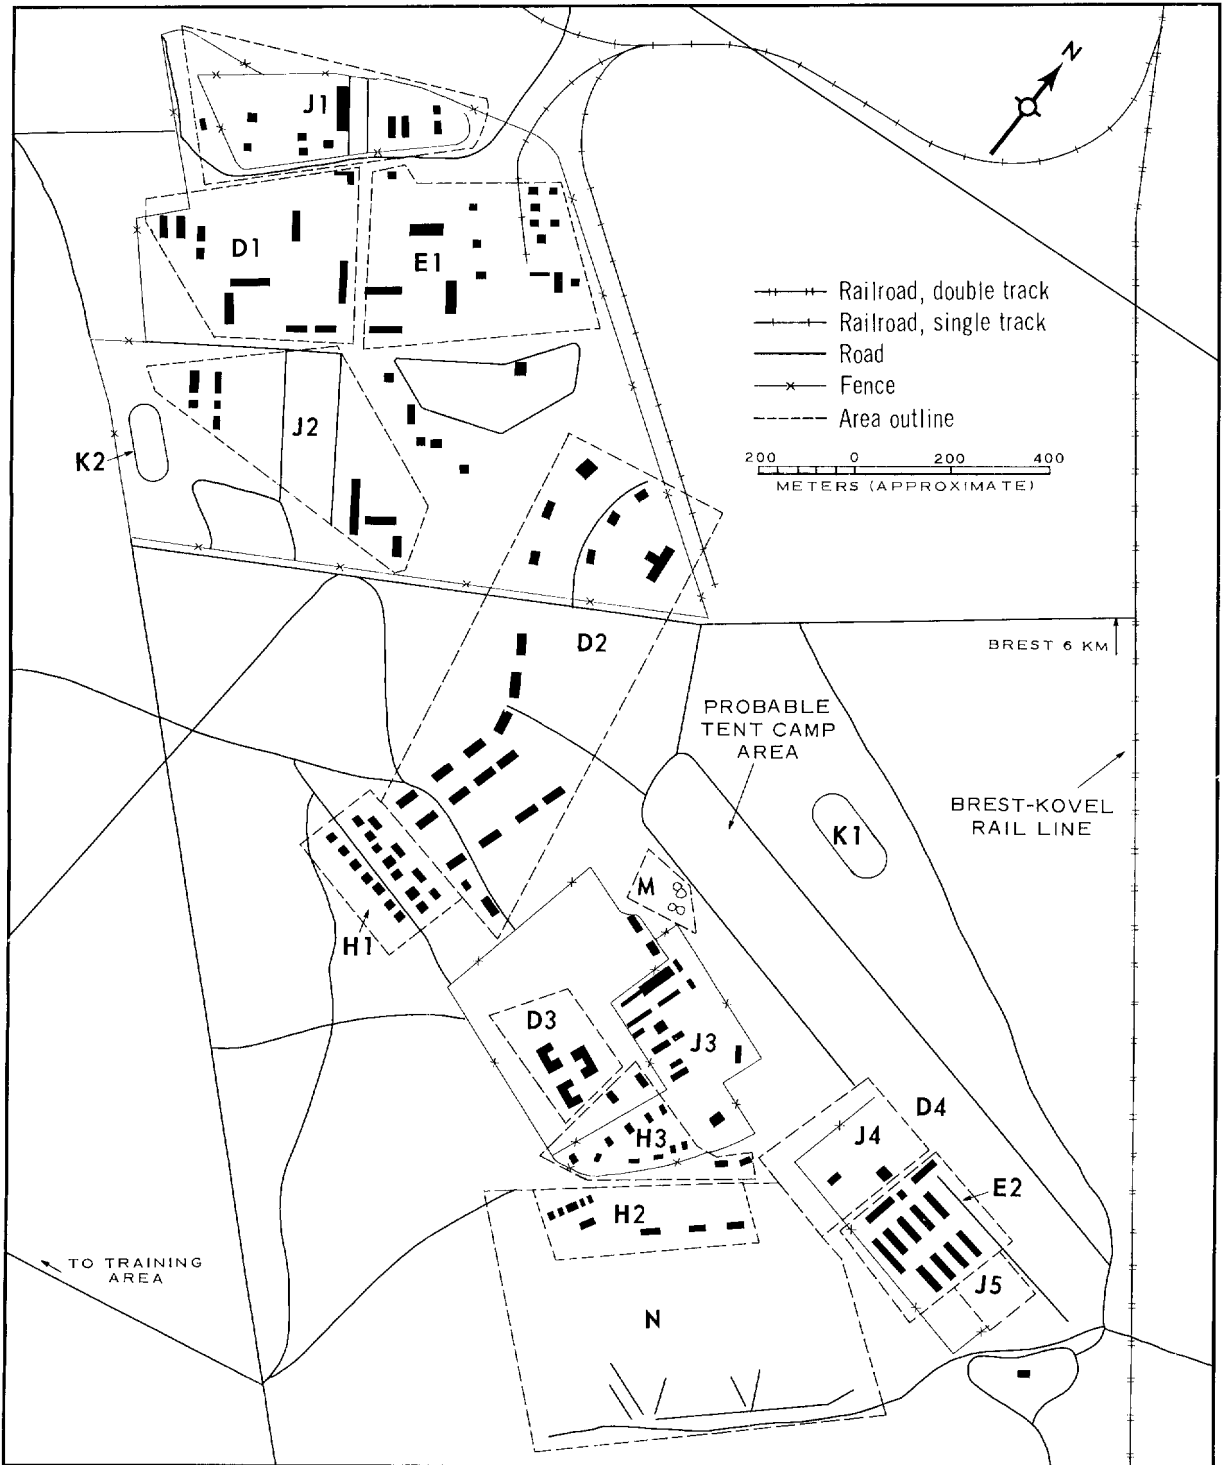 N
J1
D1
E1
Railroad, double track
Railroad, single track
Road
Fence
Area outline
200 0 200 400
METERS (APPROXIMATE)
J2
K2
D2
BREST 6 KM
PROBABLE
TENT CAMP
AREA
BREST-KOVEL
RAIL LINE
K1
M
H1
D3
J3
D4
J4
H3
E2
H2
TO TRAINING
AREA
J5
N